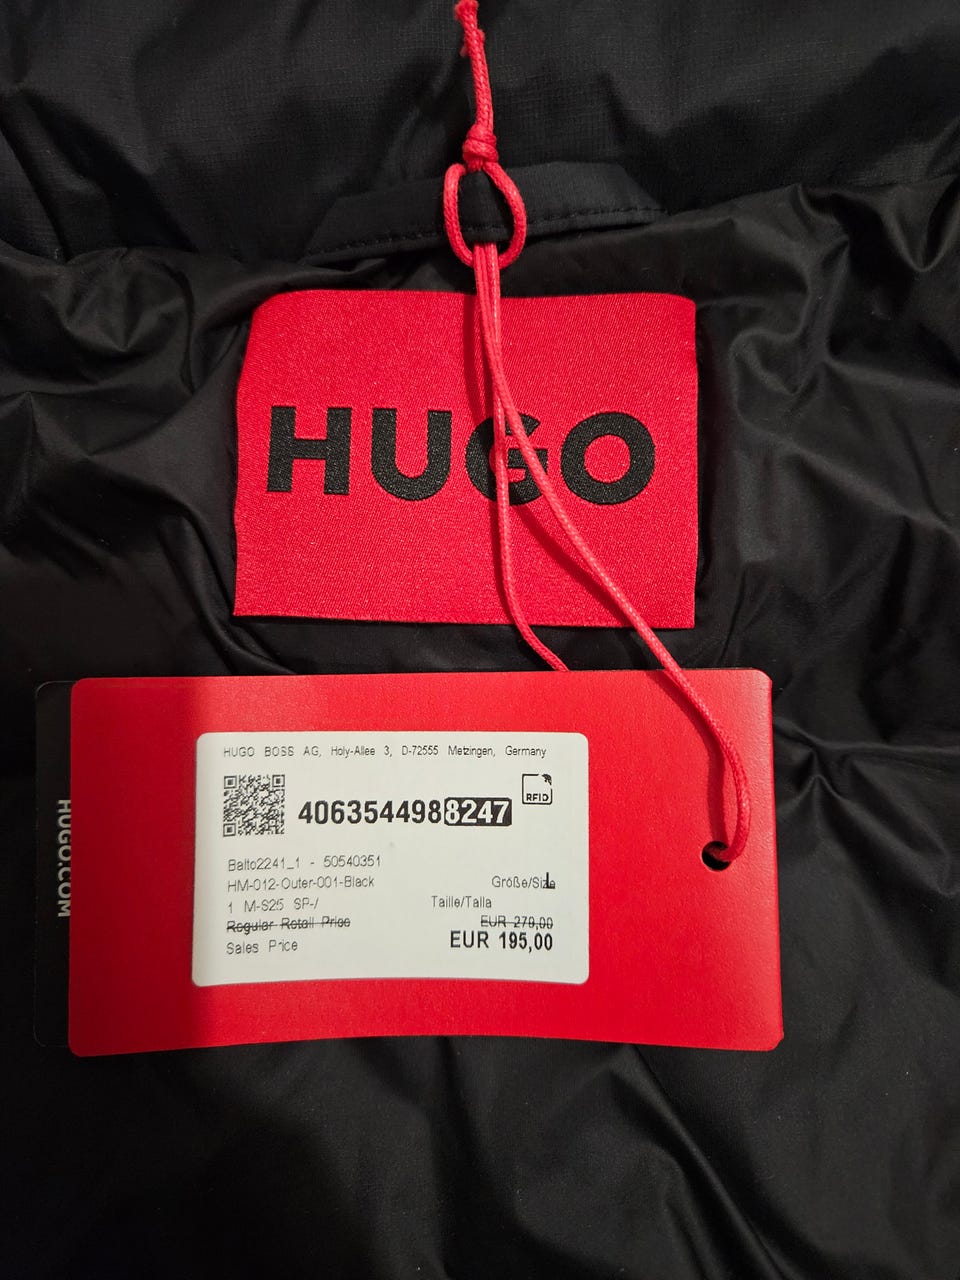 HUGO
HUGO BOSS AG, Holy-Allee 3, D-72555 Metzingen, Germany
RFID
4063544988247
Balto2241_1 - 50540351
HM-012-Outer-001-Black
Größe/Size L
1 M-S25 SP-/
Taille/Talla
Regular Retail Price EUR 279,00
Sales Price EUR 195,00
HUGO.COM